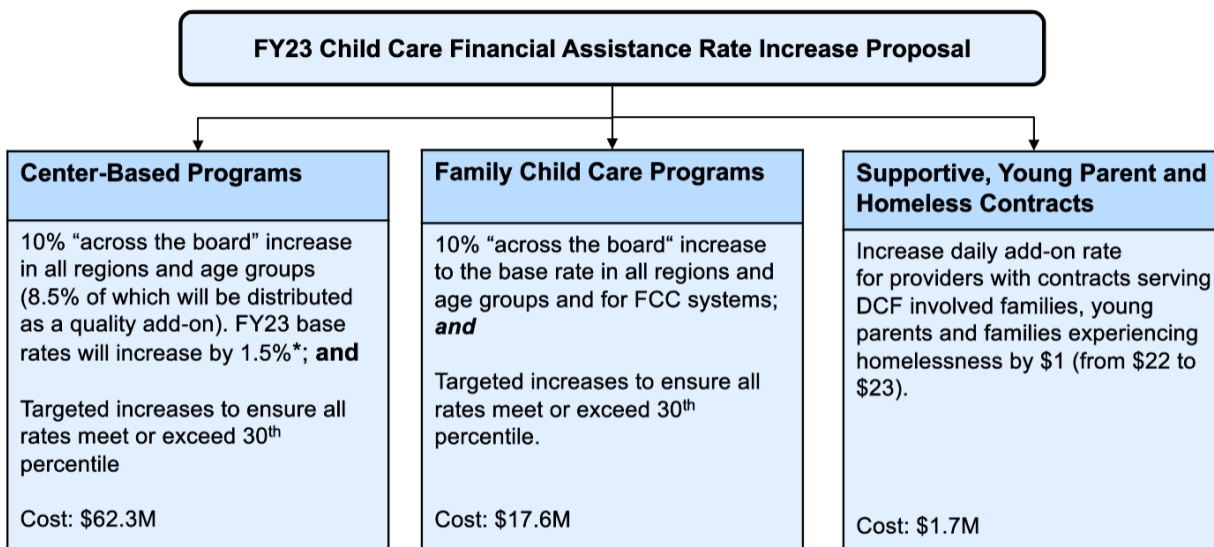 FY23 Child Care Financial Assistance Rate Increase Proposal
Center-Based Programs
10% “across the board” increase
in all regions and age groups
(8.5% of which will be distributed
as a quality add-on). FY23 base
rates will increase by 1.5%*; and
Targeted increases to ensure all
rates meet or exceed 30th
percentile
Cost: $62.3M
Family Child Care Programs
10% “across the board“ increase
to the base rate in all regions and
age groups and for FCC systems;
and
Targeted increases to ensure all
rates meet or exceed 30th
percentile.
Cost: $17.6M
Supportive, Young Parent and
Homeless Contracts
Increase daily add-on rate
for providers with contracts serving
DCF involved families, young
parents and families experiencing
homelessness by $1 (from $22 to
$23).
Cost: $1.7M